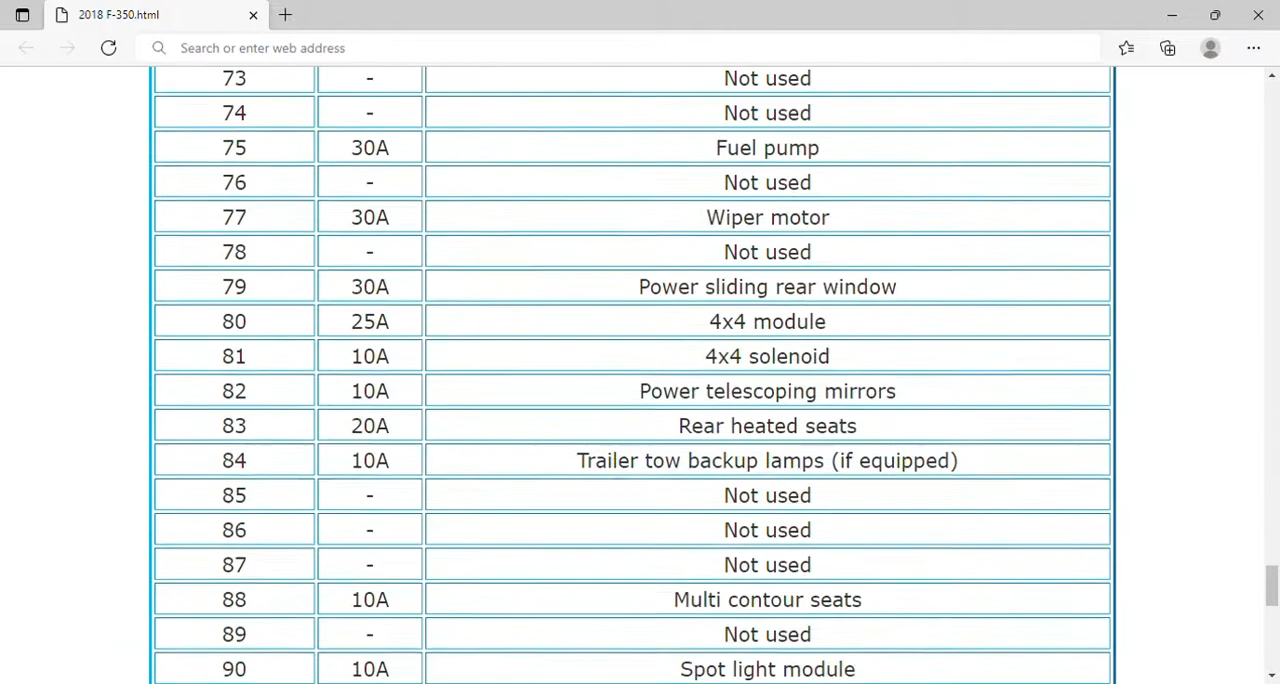 2018 F-350.html
Search or enter web address
73 - Not used
74 - Not used
75 30A Fuel pump
76 - Not used
77 30A Wiper motor
78 - Not used
79 30A Power sliding rear window
80 25A 4x4 module
81 10A 4x4 solenoid
82 10A Power telescoping mirrors
83 20A Rear heated seats
84 10A Trailer tow backup lamps (if equipped)
85 - Not used
86 - Not used
87 - Not used
88 10A Multi contour seats
89 - Not used
90 10A Spot light module